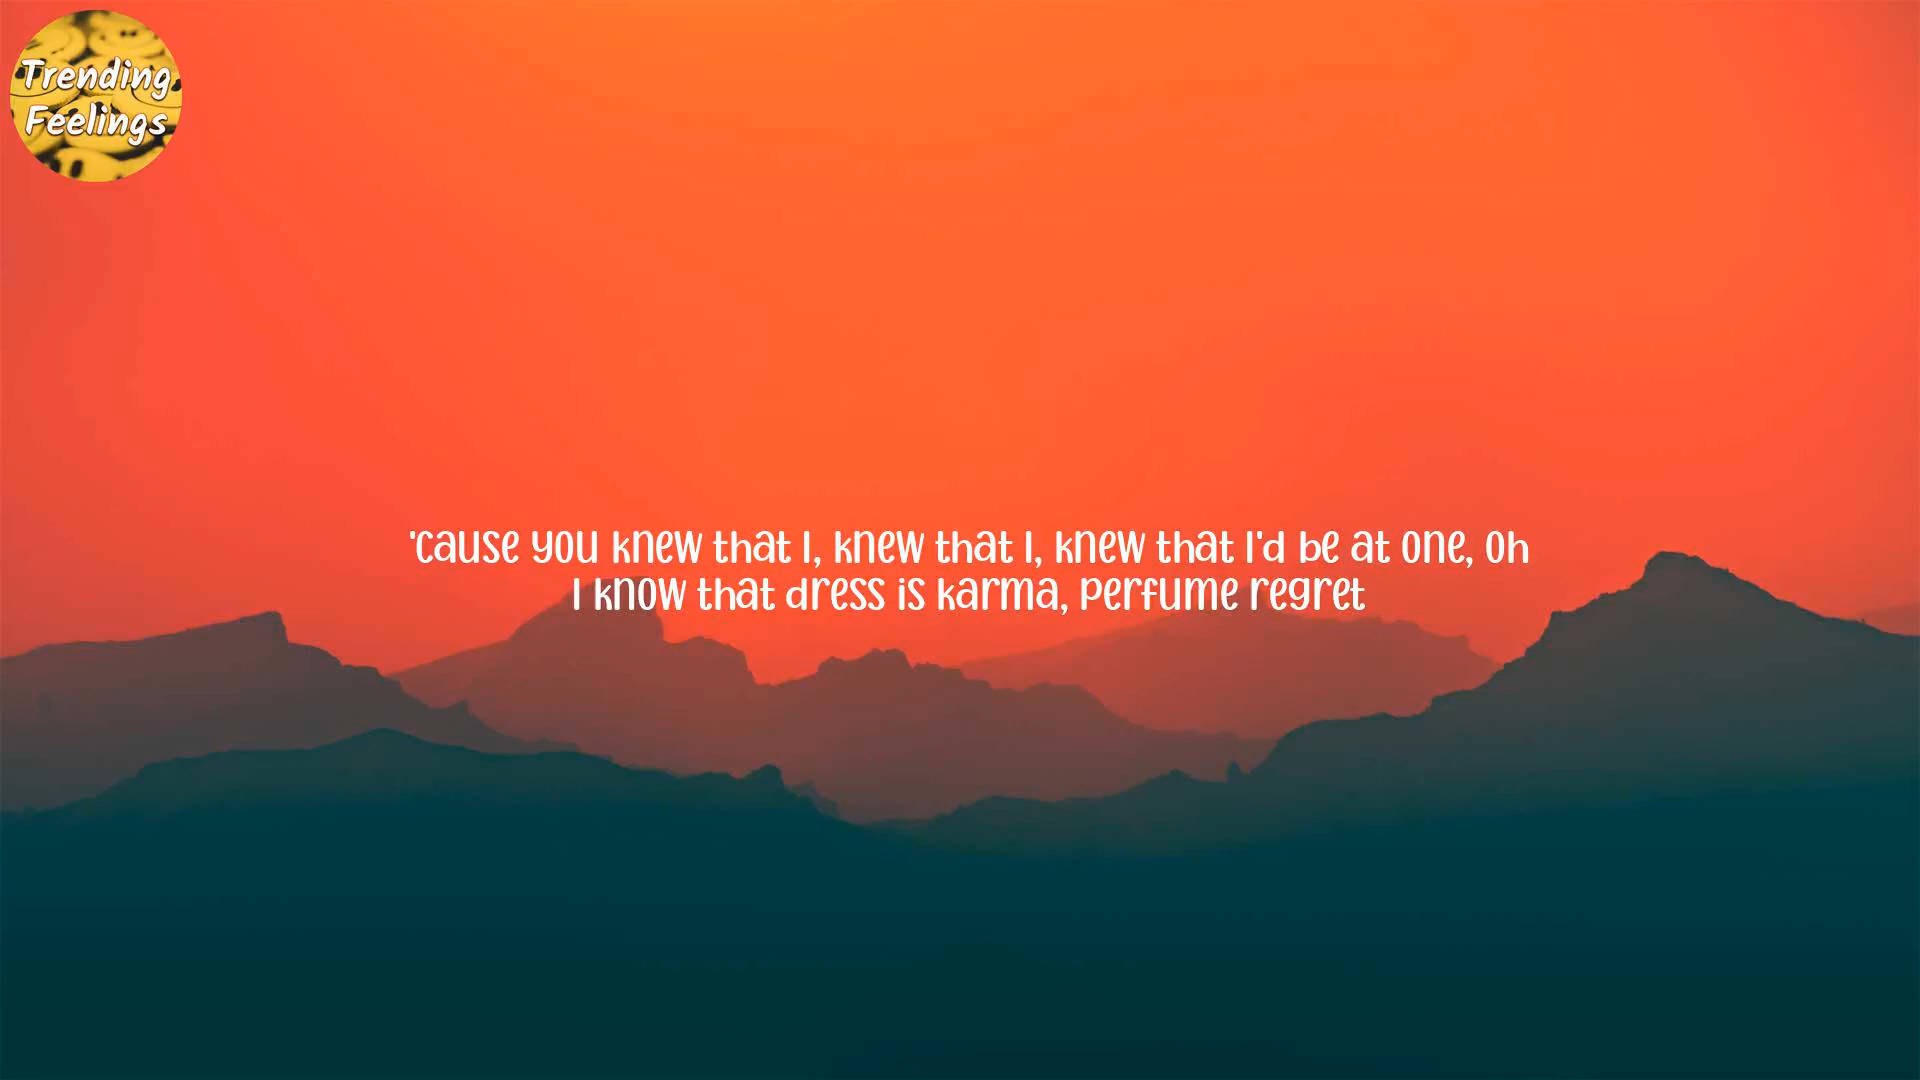 Trending
Feelings
'cause you knew that I, knew that I, knew that I'd be at one, oh
I know that dress is karma, perfume regret